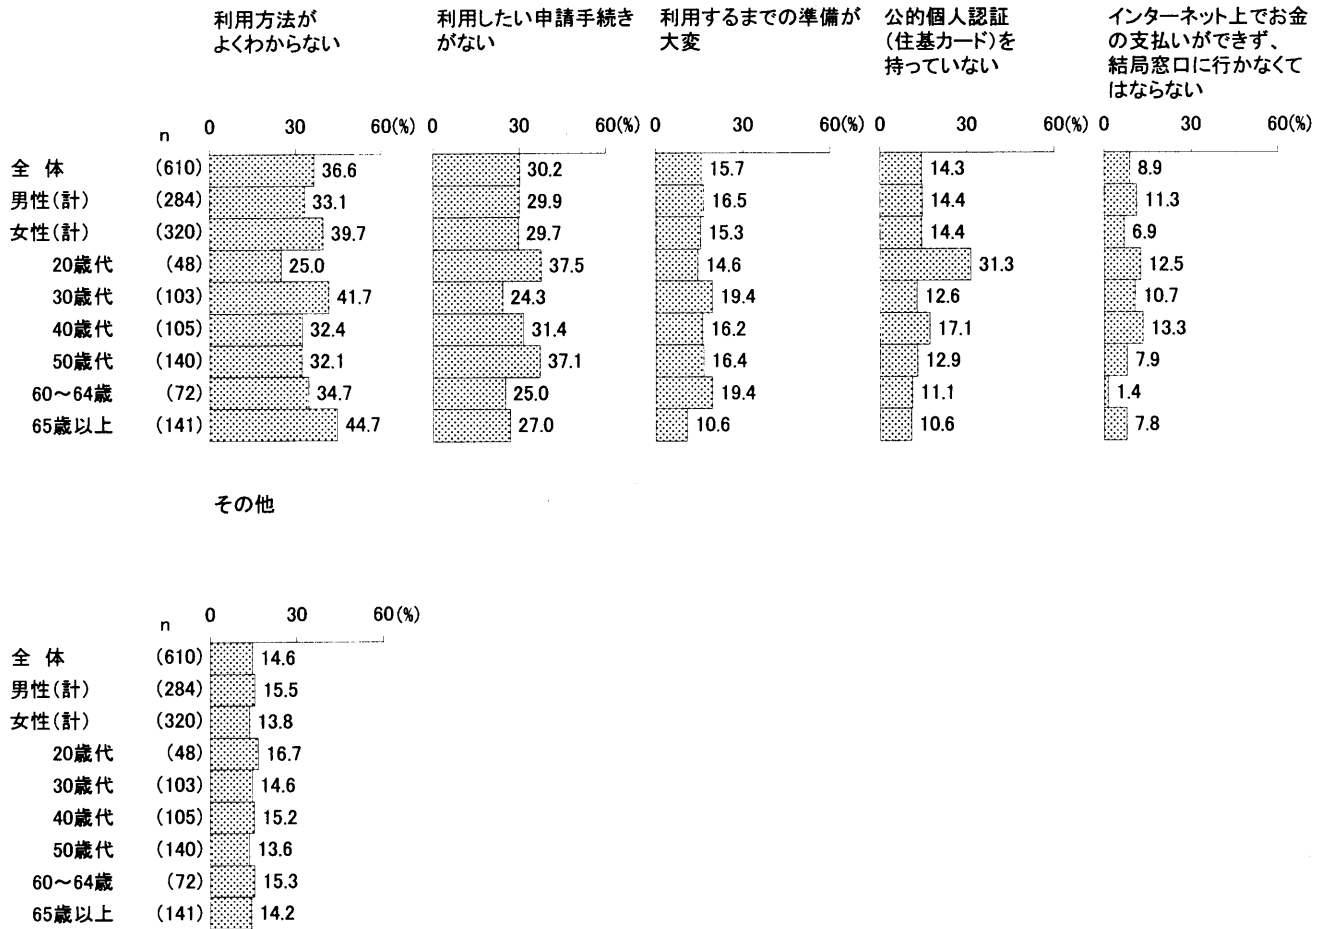 利用方法が
よくわからない
利用したい申請手続き
がない
利用するまでの準備が
大変
公的個人認証
(住基カード)を
持っていない
インターネット上でお金
の支払いができず、
結局窓口に行かなくて
はならない
n 0 30 60(%) 0 30 60(%) 0 30 60(%) 0 30 60(%) 0 30 60(%)
全 体 (610) 36.6 30.2 15.7 14.3 8.9
男性(計) (284) 33.1 29.9 16.5 14.4 11.3
女性(計) (320) 39.7 29.7 15.3 14.4 6.9
20歳代 (48) 25.0 37.5 14.6 31.3 12.5
30歳代 (103) 41.7 24.3 19.4 12.6 10.7
40歳代 (105) 32.4 31.4 16.2 17.1 13.3
50歳代 (140) 32.1 37.1 16.4 12.9 7.9
60～64歳 (72) 34.7 25.0 19.4 11.1 1.4
65歳以上 (141) 44.7 27.0 10.6 10.6 7.8
その他
n 0 30 60(%)
全 体 (610) 14.6
男性(計) (284) 15.5
女性(計) (320) 13.8
20歳代 (48) 16.7
30歳代 (103) 14.6
40歳代 (105) 15.2
50歳代 (140) 13.6
60～64歳 (72) 15.3
65歳以上 (141) 14.2